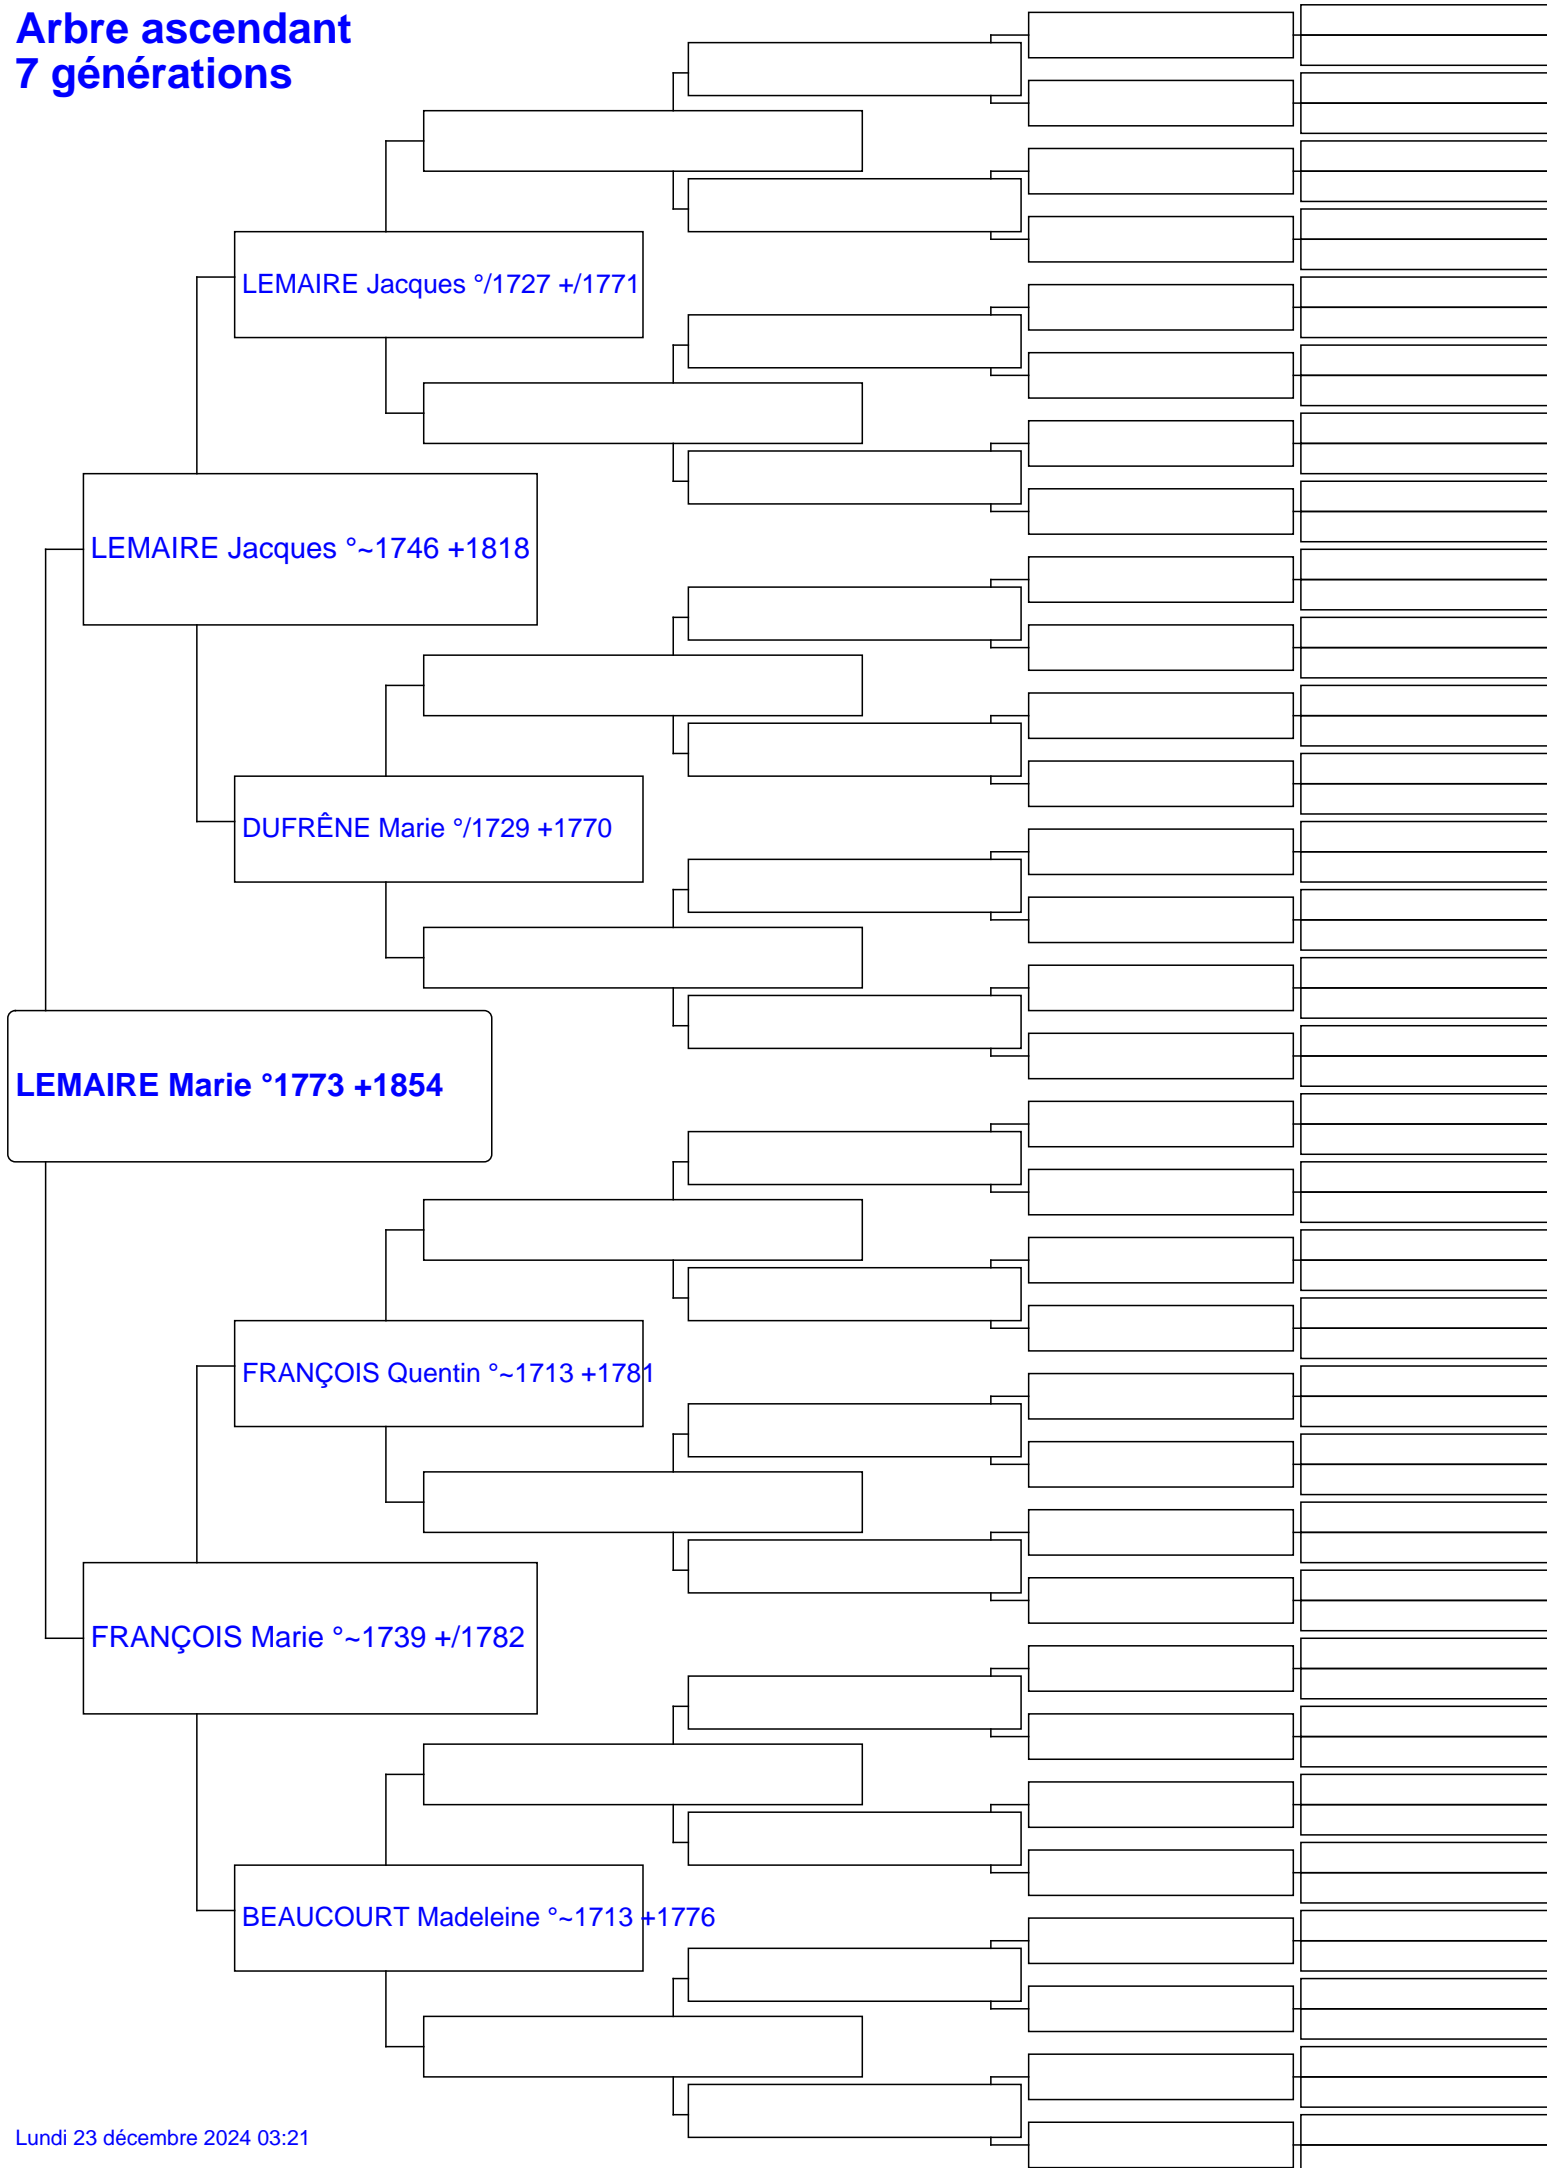 Arbre ascendant
7 générations
LEMAIRE Jacques °/1727 +/1771
LEMAIRE Jacques °~1746 +1818
DUFRÊNE Marie °/1729 +1770
LEMAIRE Marie °1773 +1854
FRANÇOIS Quentin °~1713 +1781
FRANÇOIS Marie °~1739 +/1782
BEAUCOURT Madeleine °~1713 +1776
Lundi 23 décembre 2024 03:21